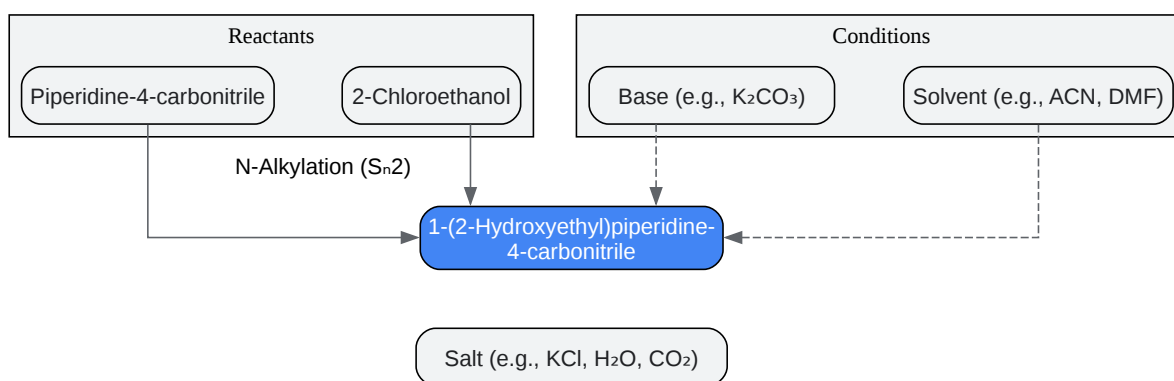 Reactants
Conditions
Piperidine-4-carbonitrile
2-Chloroethanol
Base (e.g., K₂CO₃)
Solvent (e.g., ACN, DMF)
N-Alkylation (Sₙ2)
1-(2-Hydroxyethyl)piperidine-
4-carbonitrile
Salt (e.g., KCl, H₂O, CO₂)